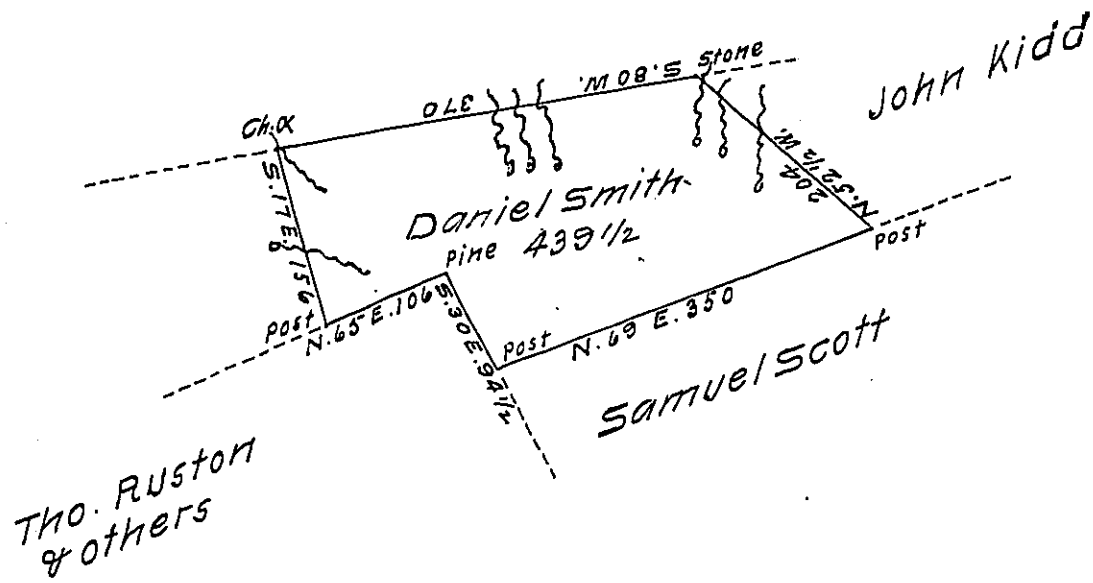 Stone
S. 80 W.
370
John Kidd
Ch. α
S. 17 E. 156
N. 52 1/2 W.
204
Daniel Smith
439 1/2
Pine
Post
Post
N. 65 E. 106
S. 30 E. 94 1/2
Post
N. 69 E. 350
Samuel Scott
Tho. Ruston
& others